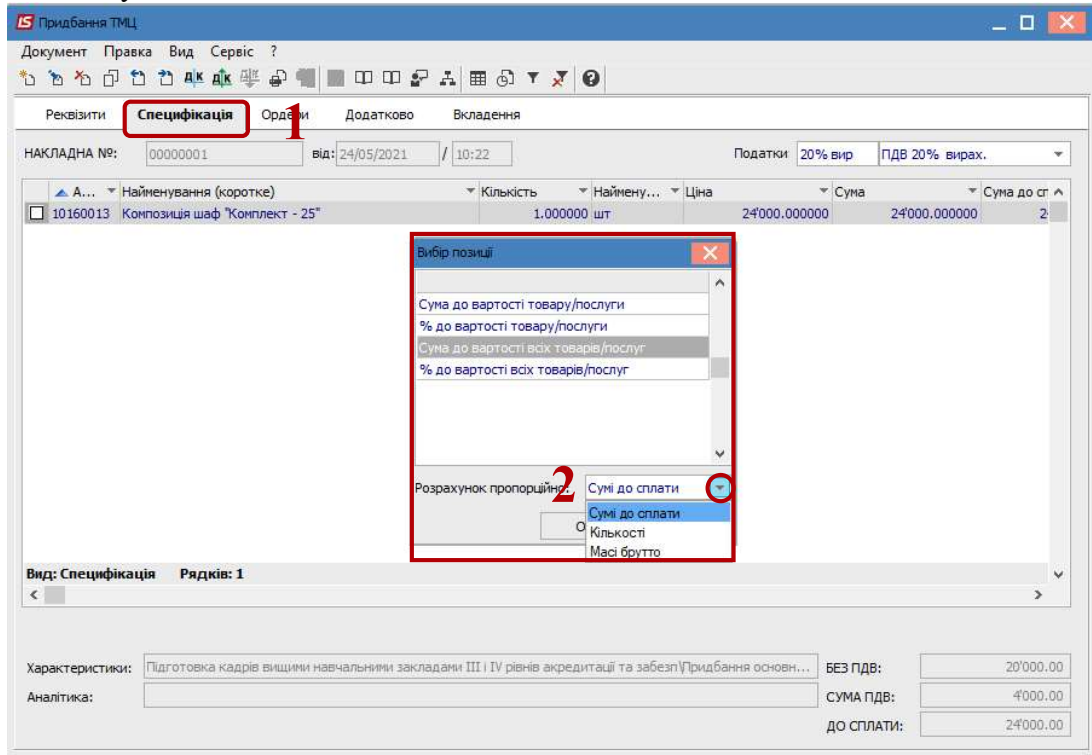 Придбання ТМЦ
Документ Правка Вид Сервіс ?
Реквізити Специфікація Ордери Додатково Вкладення
1
НАКЛАДНА №: 00000001 від: 24/05/2021 / 10:22 Податки 20% вир ПДВ 20% вирах.
А... Найменування (коротке) Кількість Наймену... Ціна Сума Сума до сп
10160013 Композиція шаф "Комплект - 25" 1.000000 шт 24'000.000000 24'000.000000 2
Вибір позиції
Сума до вартості товару/послуги
% до вартості товару/послуги
Сума до вартості всіх товарів/послуг
% до вартості всіх товарів/послуг
Розрахунок пропорційно: 2 Сумі до сплати
Сумі до сплати
О
Кількості
Масі брутто
Вид: Специфікація Рядків: 1
Характеристики: Підготовка кадрів вищими навчальними закладами III і IV рівнів акредитації та забезп\Придбання основн... БЕЗ ПДВ: 20'000.00
Аналітика: СУМА ПДВ: 4'000.00
ДО СПЛАТИ: 24'000.00